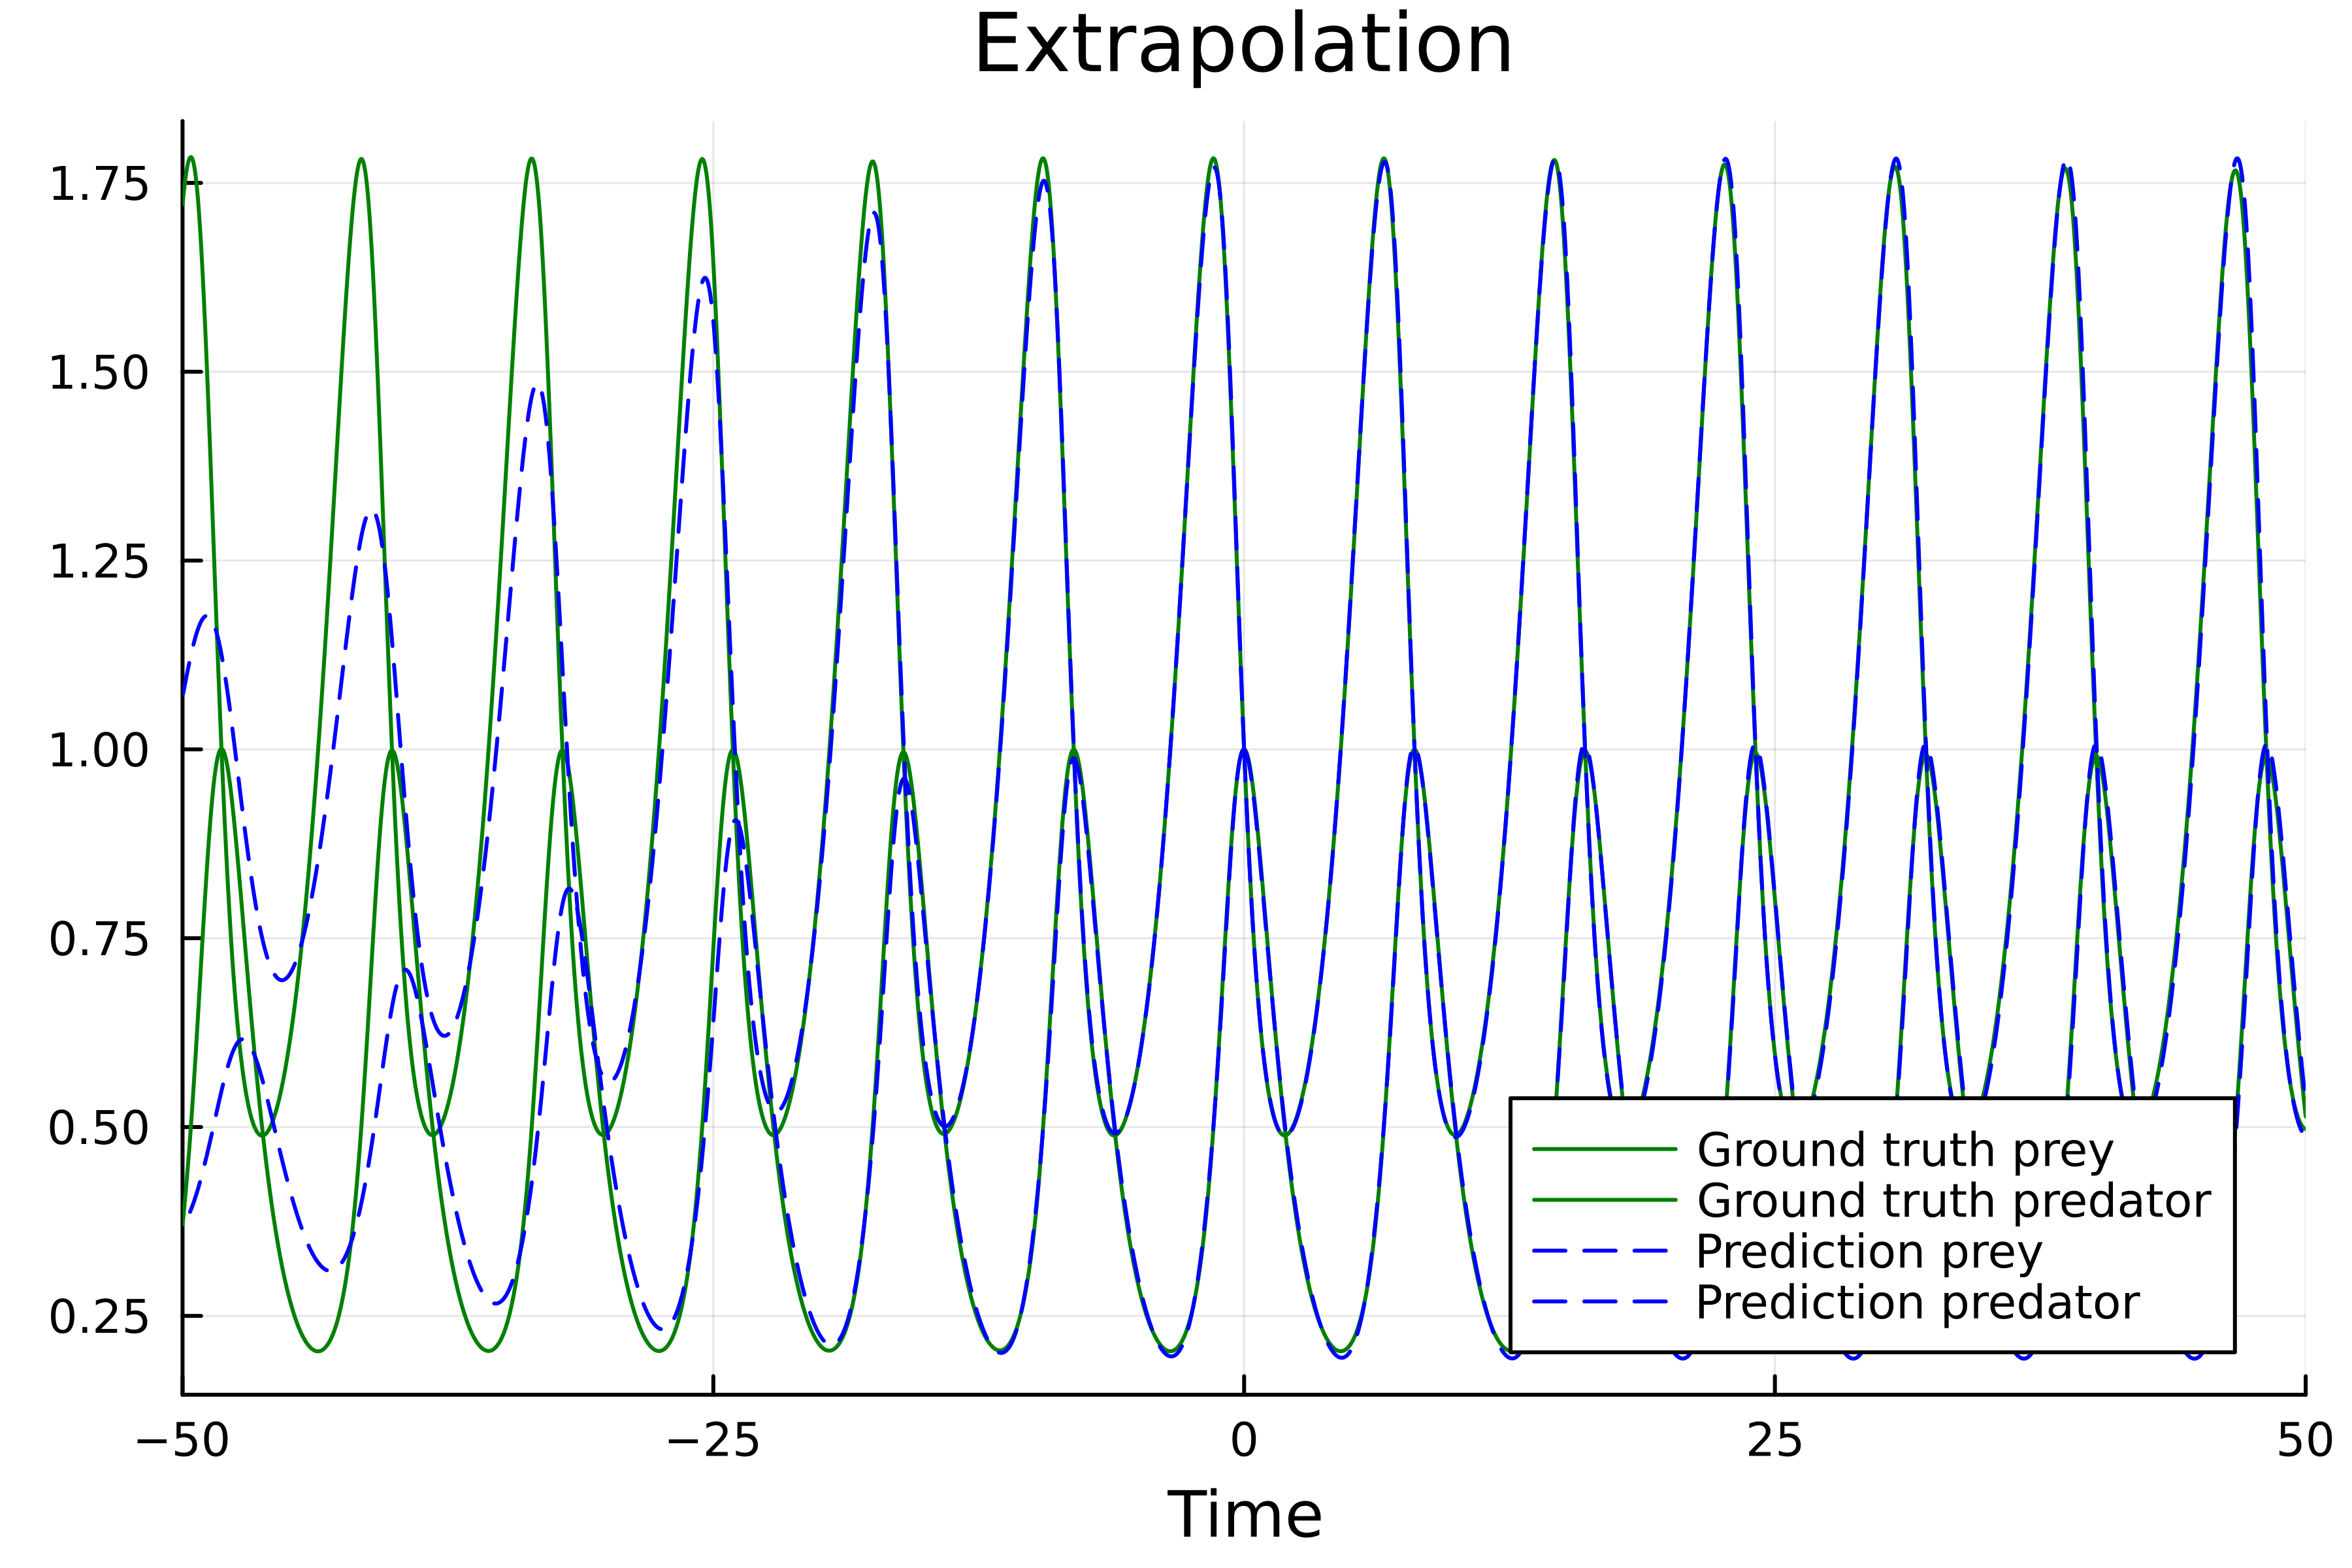 Extrapolation
1.75
1.50
1.25
1.00
0.75
0.50
0.25
Ground truth prey
Ground truth predator
Prediction prey
Prediction predator
−50 −25 0 25 50
Time